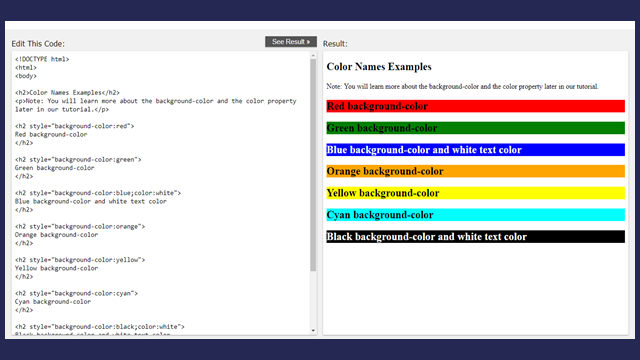 Edit This Code:
See Result »
<!DOCTYPE html>
<html>
<body>
<h2>Color Names Examples</h2>
<p>Note: You will learn more about the background-color and the color property
later in our tutorial.</p>
<h2 style="background-color:red">
Red background-color
</h2>
<h2 style="background-color:green">
Green background-color
</h2>
<h2 style="background-color:blue;color:white">
Blue background-color and white text color
</h2>
<h2 style="background-color:orange">
Orange background-color
</h2>
<h2 style="background-color:yellow">
Yellow background-color
</h2>
<h2 style="background-color:cyan">
Cyan background-color
</h2>
<h2 style="background-color:black;color:white">
Black background-color and white text color
Result:
Color Names Examples
Note: You will learn more about the background-color and the color property later in our tutorial.
Red background-color
Green background-color
Blue background-color and white text color
Orange background-color
Yellow background-color
Cyan background-color
Black background-color and white text color